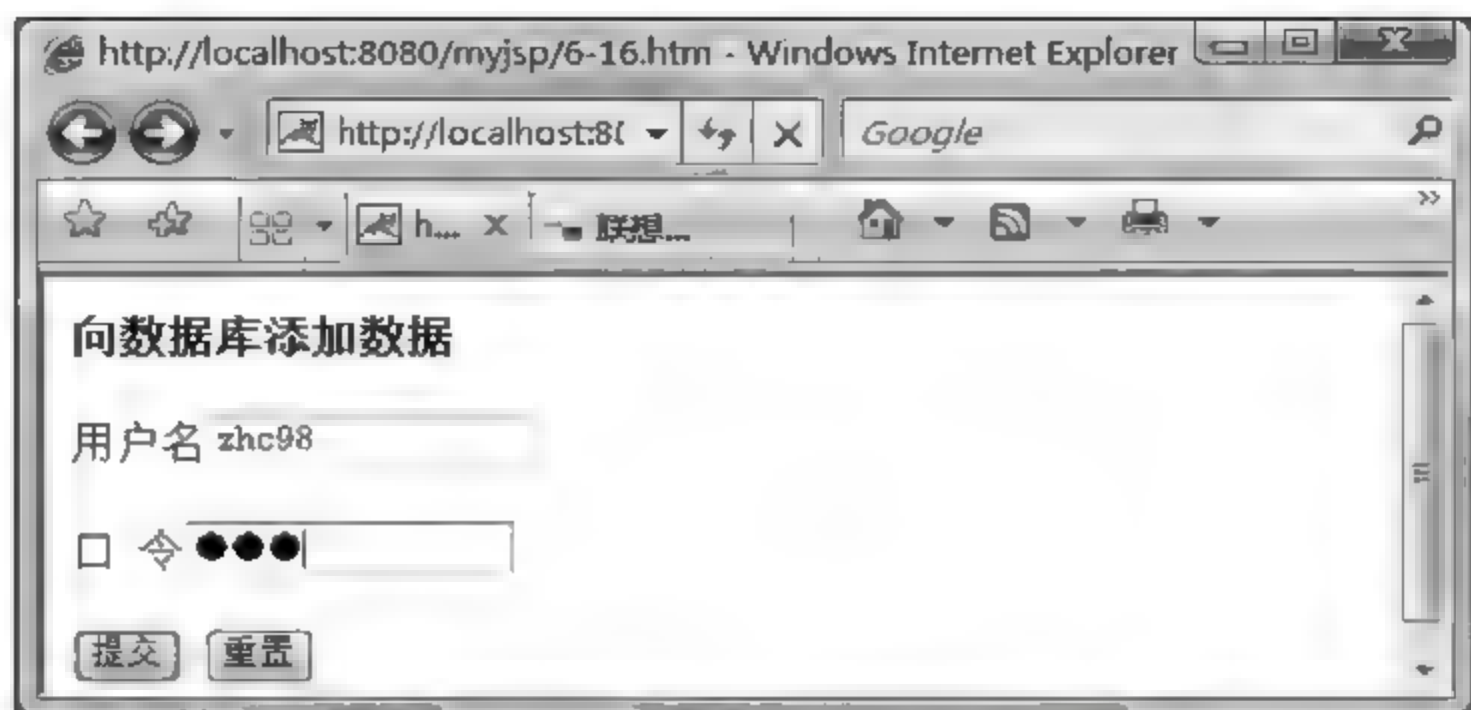 http://localhost:8080/myjsp/6-16.htm - Windows Internet Explorer
http://localhost:8( Google
h... 联想...
向数据库添加数据
用户名 zhc98
口 令 ●●●
提交 重置